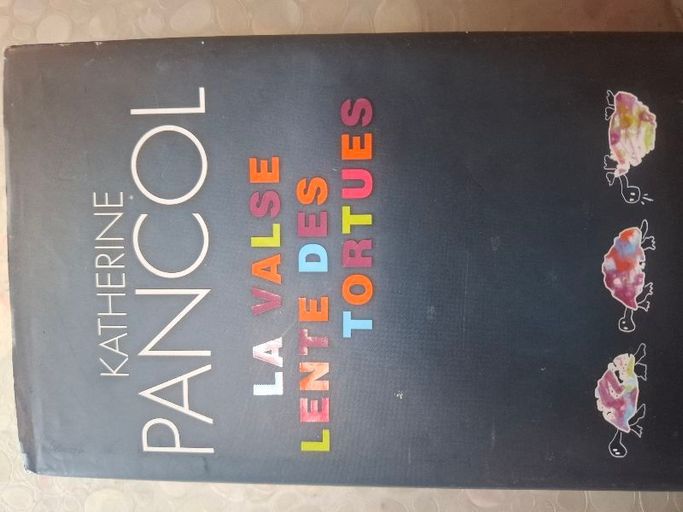 KATHERINE
PANCOL
LA VALSE
LENTE DES
TORTUES